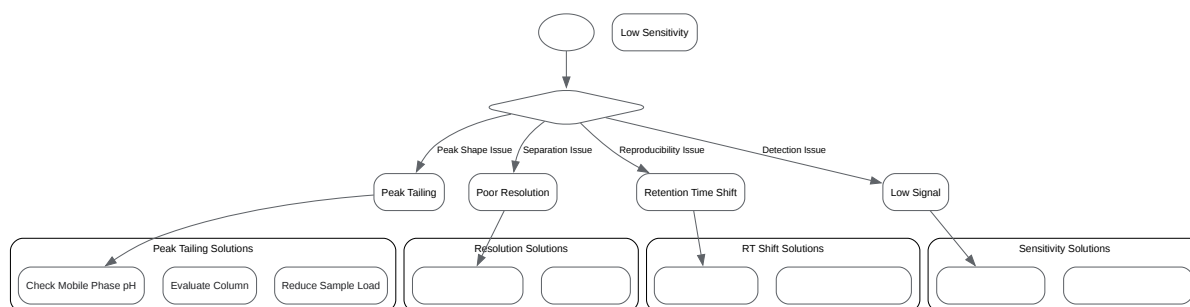 Low Sensitivity
Peak Shape Issue
Separation Issue
Reproducibility Issue
Detection Issue
Peak Tailing
Poor Resolution
Retention Time Shift
Low Signal
Peak Tailing Solutions
Resolution Solutions
RT Shift Solutions
Sensitivity Solutions
Check Mobile Phase pH
Evaluate Column
Reduce Sample Load